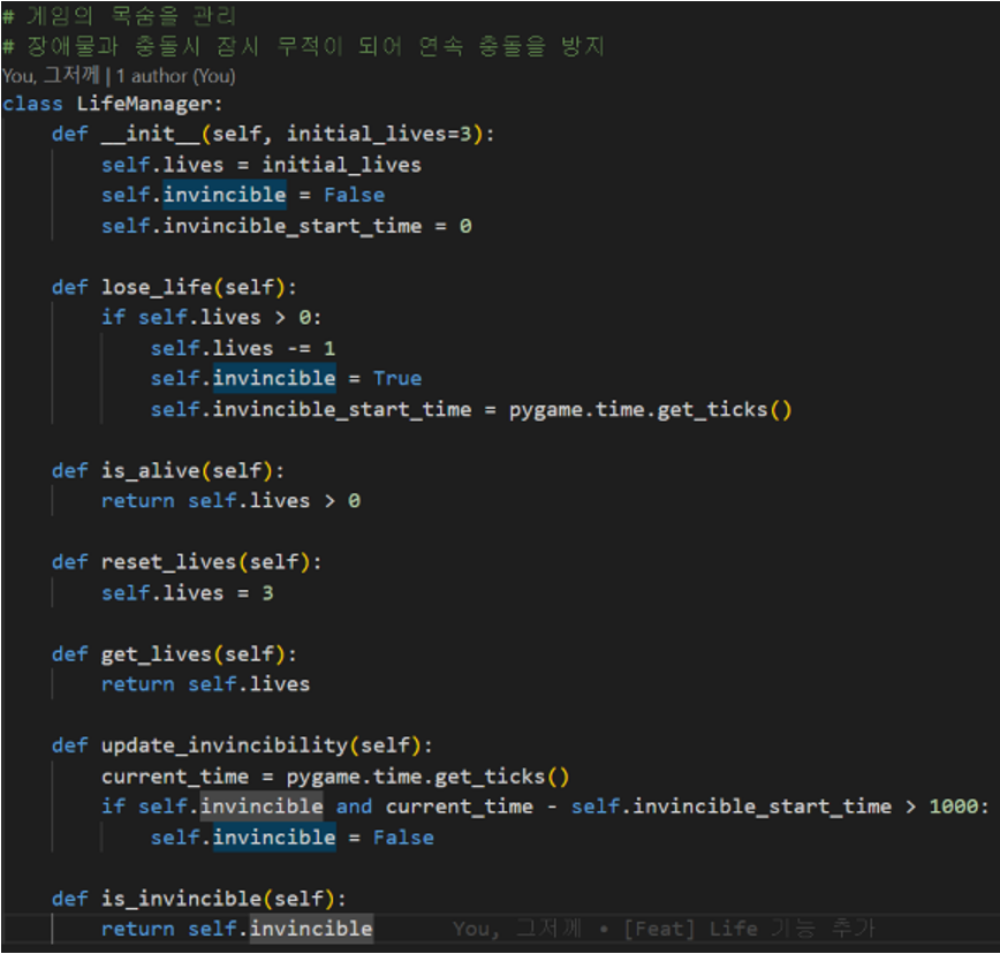 # 게임의 목숨을 관리
# 장애물과 충돌시 잠시 무적이 되어 연속 충돌을 방지
You, 그저께 | 1 author (You)
class LifeManager:
    def __init__(self, initial_lives=3):
        self.lives = initial_lives
        self.invincible = False
        self.invincible_start_time = 0
    def lose_life(self):
        if self.lives > 0:
            self.lives -= 1
            self.invincible = True
            self.invincible_start_time = pygame.time.get_ticks()
    def is_alive(self):
        return self.lives > 0
    def reset_lives(self):
        self.lives = 3
    def get_lives(self):
        return self.lives
    def update_invincibility(self):
        current_time = pygame.time.get_ticks()
        if self.invincible and current_time - self.invincible_start_time > 1000:
            self.invincible = False
    def is_invincible(self):
        return self.invincible You, 그저께 • [Feat] Life 기능 추가